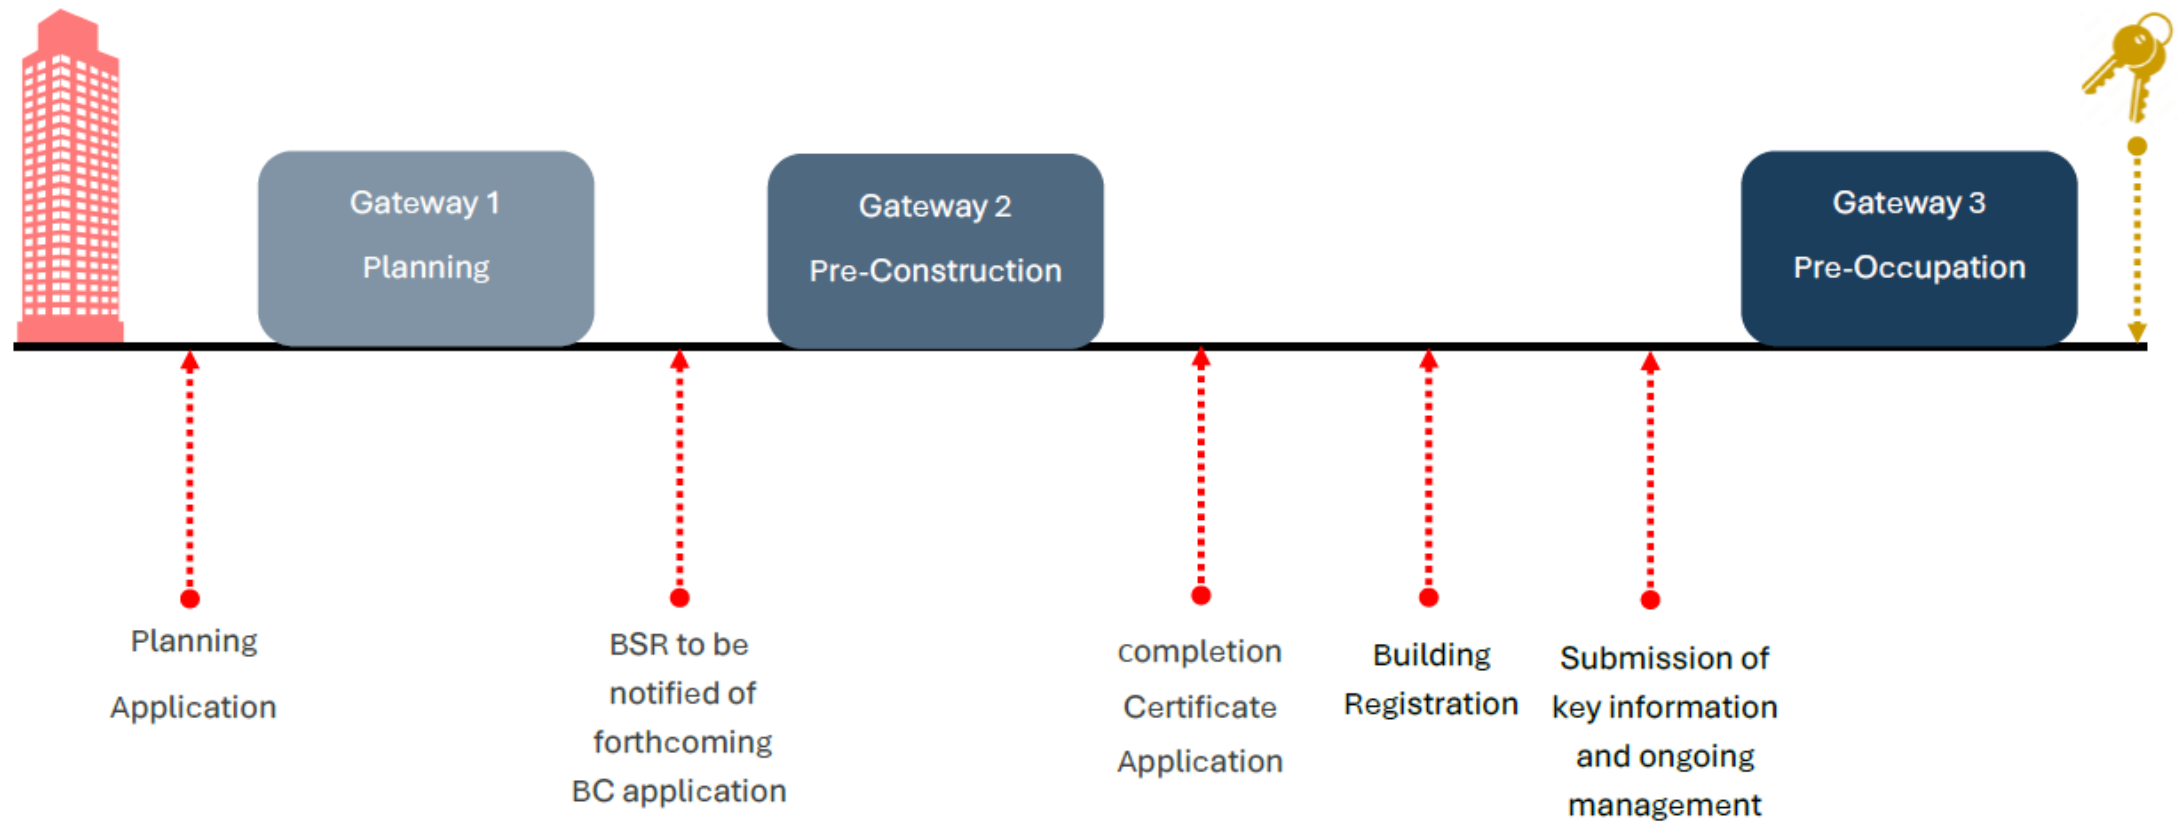 Gateway 1
Planning
Gateway 2
Pre-Construction
Gateway 3
Pre-Occupation
Planning
Application
BSR to be
notified of
forthcoming
BC application
completion
Certificate
Application
Building
Registration
Submission of
key information
and ongoing
management